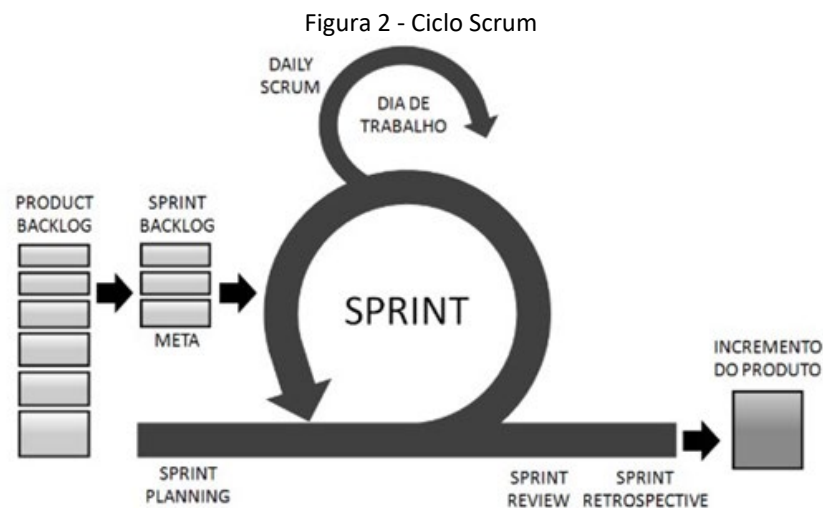 Figura 2 - Ciclo Scrum
DAILY
SCRUM
DIA DE
TRABALHO
PRODUCT
BACKLOG
SPRINT
BACKLOG
META
SPRINT
INCREMENTO
DO PRODUTO
SPRINT
PLANNING
SPRINT
REVIEW
SPRINT
RETROSPECTIVE